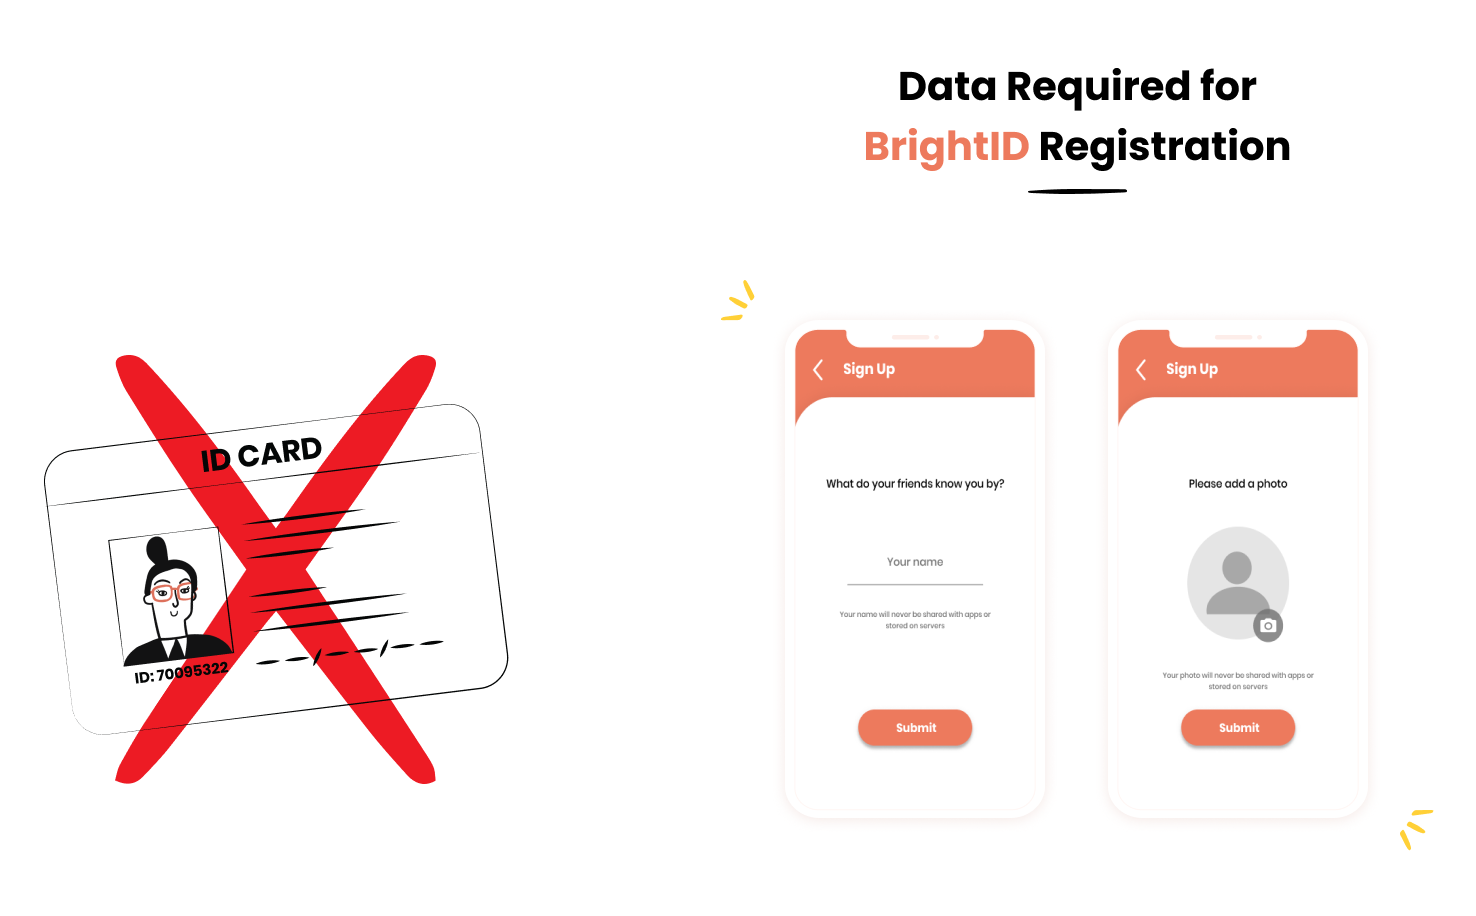 Data Required for
BrightID Registration
ID CARD
ID: 70095322
Sign Up
What do your friends know you by?
Your name
Your name will never be shared with apps or
stored on servers
Submit
Sign Up
Please add a photo
Your photo will never be shared with apps or
stored on servers
Submit